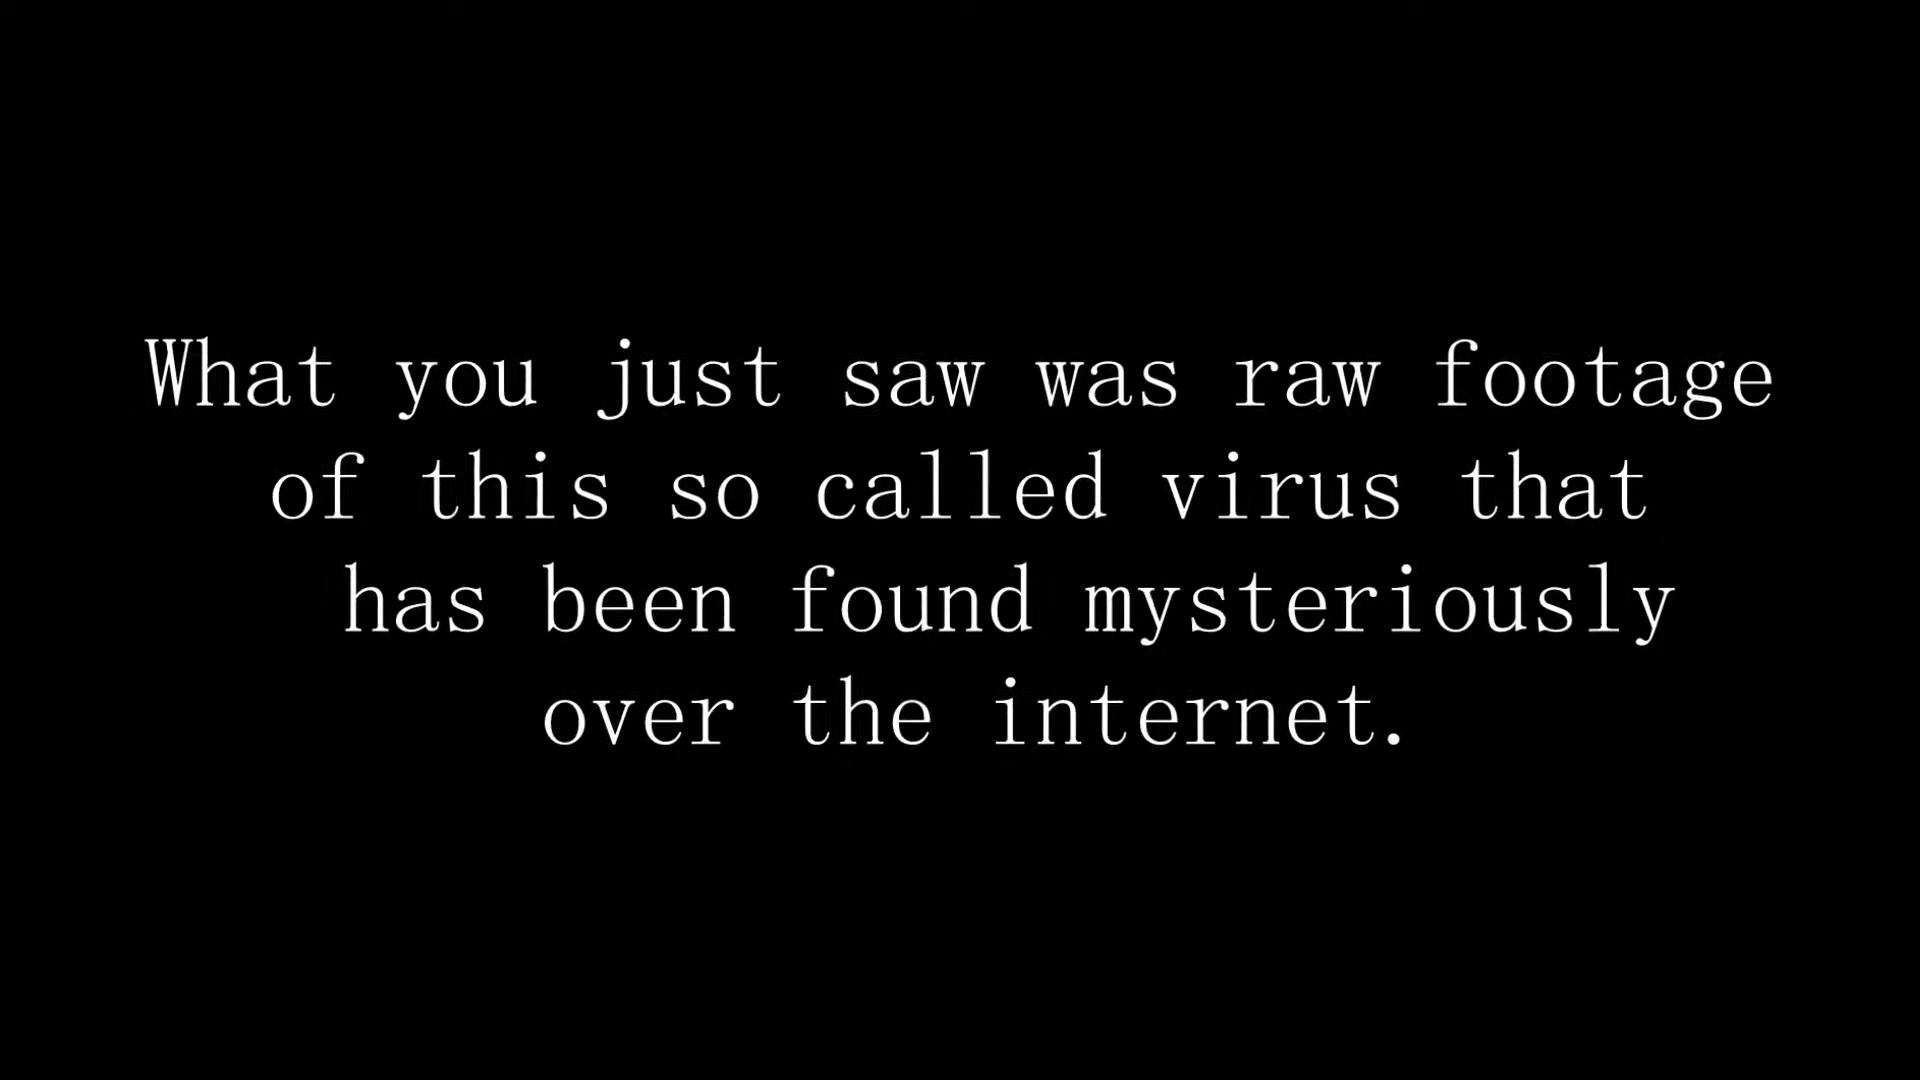 What you just saw was raw footage
of this so called virus that
has been found mysteriously
over the internet.